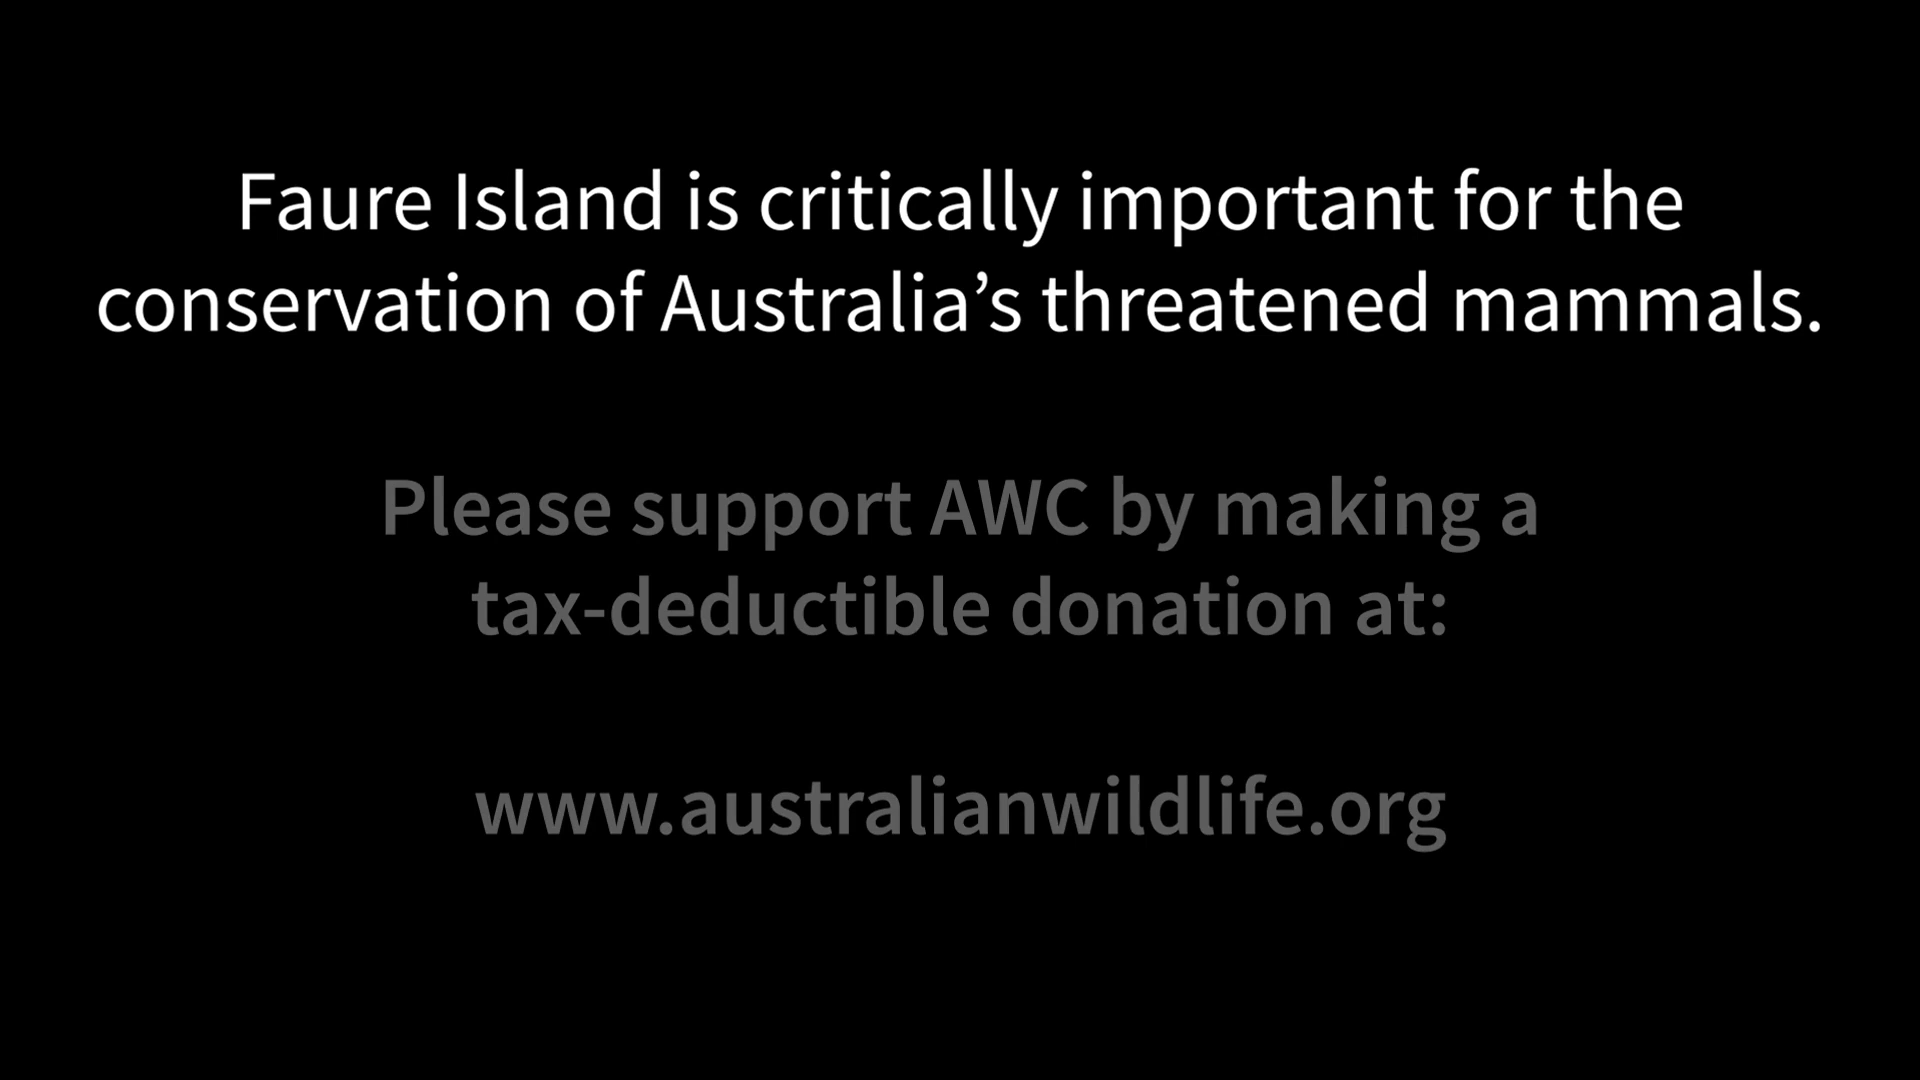 Faure Island is critically important for the
conservation of Australia’s threatened mammals.
Please support AWC by making a
tax-deductible donation at:
www.australianwildlife.org